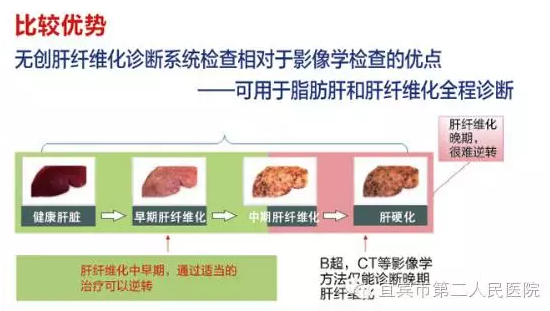 比较优势
无创肝纤维化诊断系统检查相对于影像学检查的优点
——可用于脂肪肝和肝纤维化全程诊断
肝纤维化
晚期，
很难逆转
健康肝脏
早期肝纤维化
中期肝纤维化
肝硬化
肝纤维化中早期，通过适当的
治疗可以逆转
B超，CT等影像学
方法仅能诊断晚期
肝纤维化
宜宾市第二人民医院